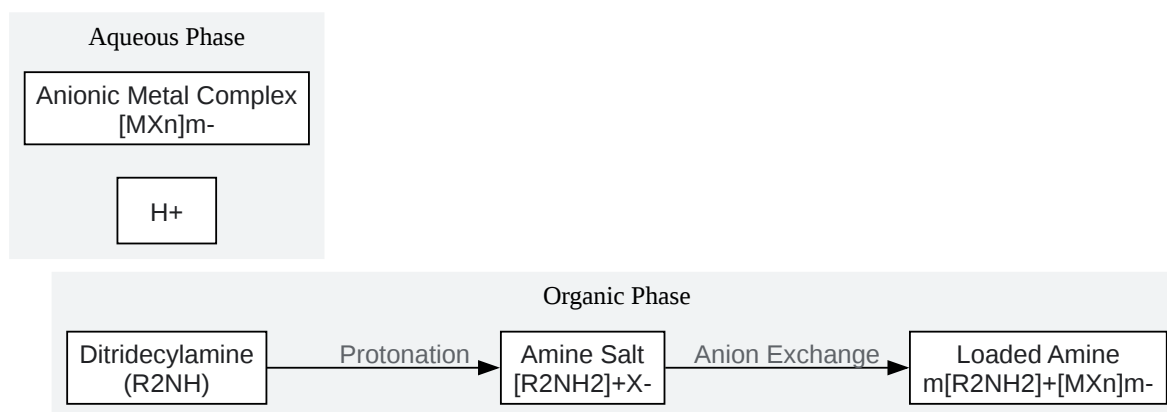 Aqueous Phase
Anionic Metal Complex
[MXn]m-
H+
Organic Phase
Ditridecylamine
(R2NH)
Protonation
Amine Salt
[R2NH2]+X-
Anion Exchange
Loaded Amine
m[R2NH2]+[MXn]m-